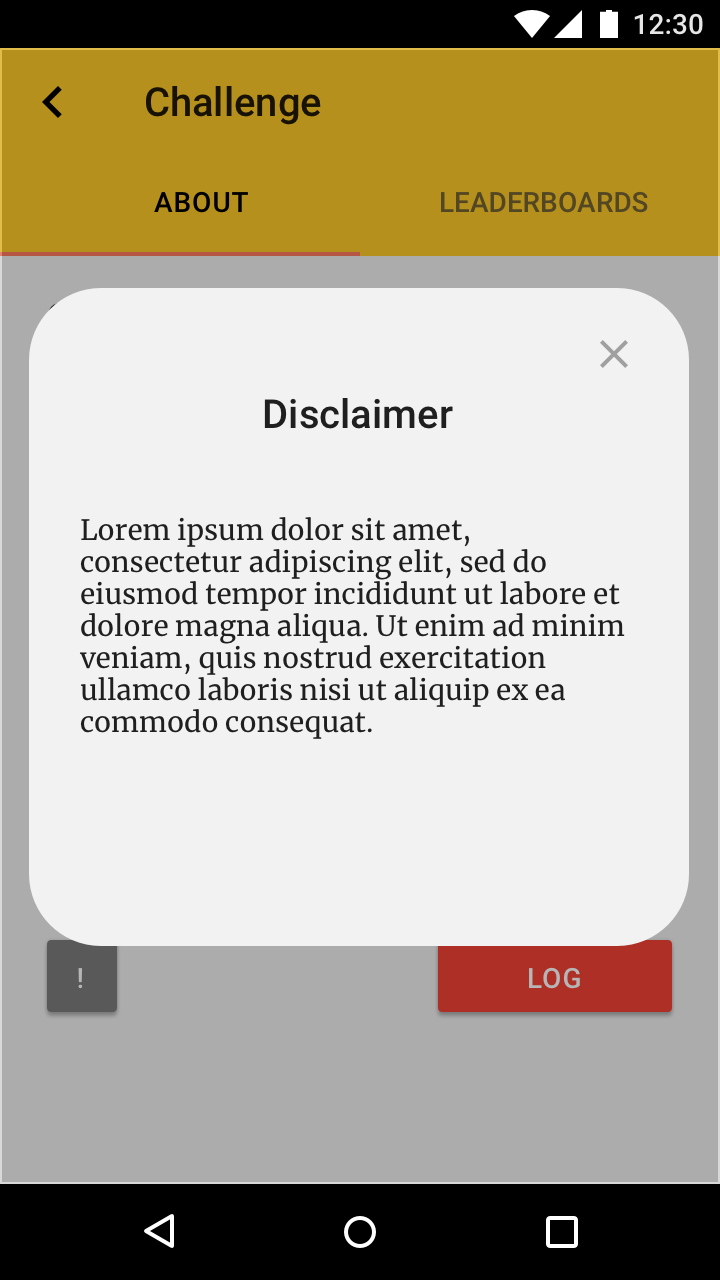 12:30
Challenge
ABOUT LEADERBOARDS
Disclaimer
Lorem ipsum dolor sit amet,
consectetur adipiscing elit, sed do
eiusmod tempor incididunt ut labore et
dolore magna aliqua. Ut enim ad minim
veniam, quis nostrud exercitation
ullamco laboris nisi ut aliquip ex ea
commodo consequat.
! LOG